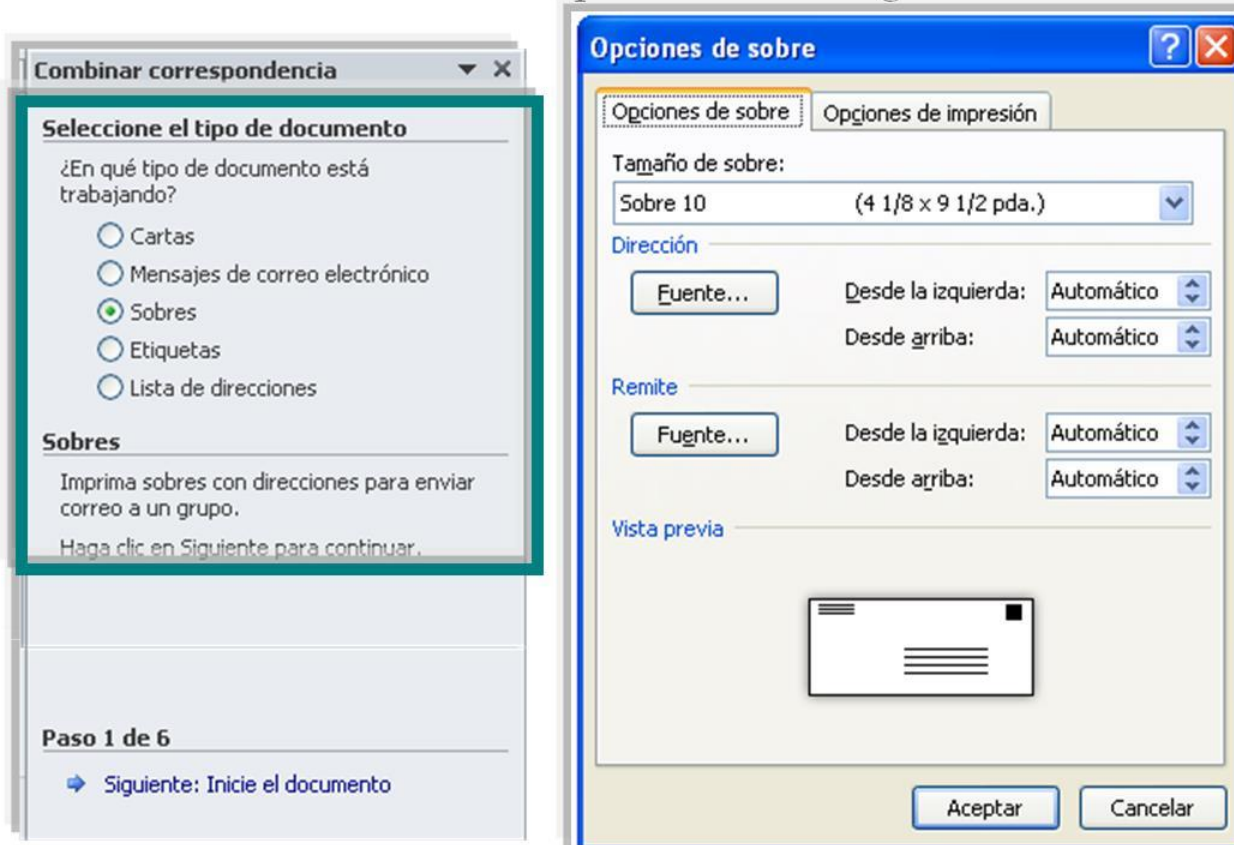 Combinar correspondencia
Seleccione el tipo de documento
¿En qué tipo de documento está
trabajando?
Cartas
Mensajes de correo electrónico
Sobres
Etiquetas
Lista de direcciones
Sobres
Imprima sobres con direcciones para enviar
correo a un grupo.
Haga clic en Siguiente para continuar.
Paso 1 de 6
Siguiente: Inicie el documento
Opciones de sobre
Opciones de sobre Opciones de impresión
Tamaño de sobre:
Sobre 10 (4 1/8 x 9 1/2 pda.)
Dirección
Fuente... Desde la izquierda: Automático
Desde arriba: Automático
Remite
Fuente... Desde la izquierda: Automático
Desde arriba: Automático
Vista previa
Aceptar Cancelar